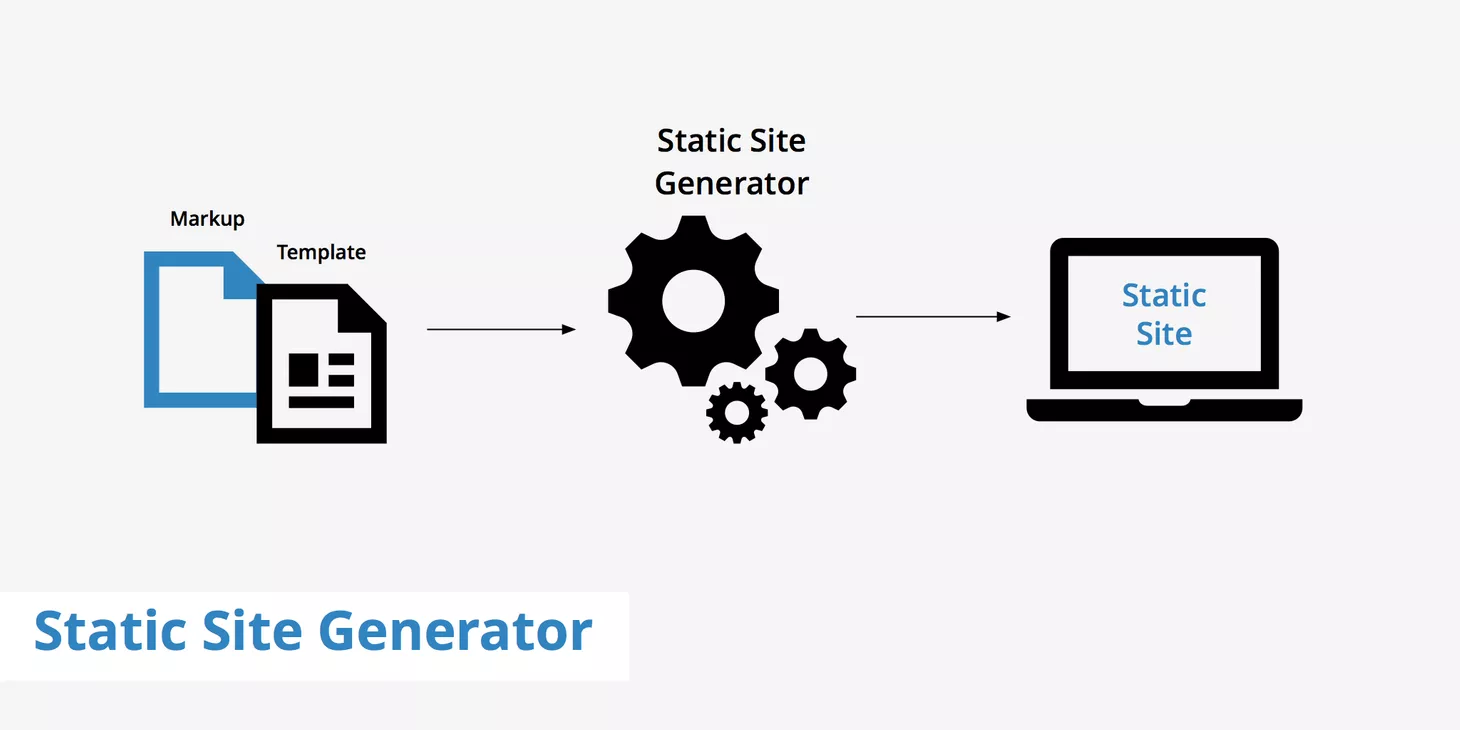 Static Site
Generator
Markup
Template
Static
Site
Static Site Generator